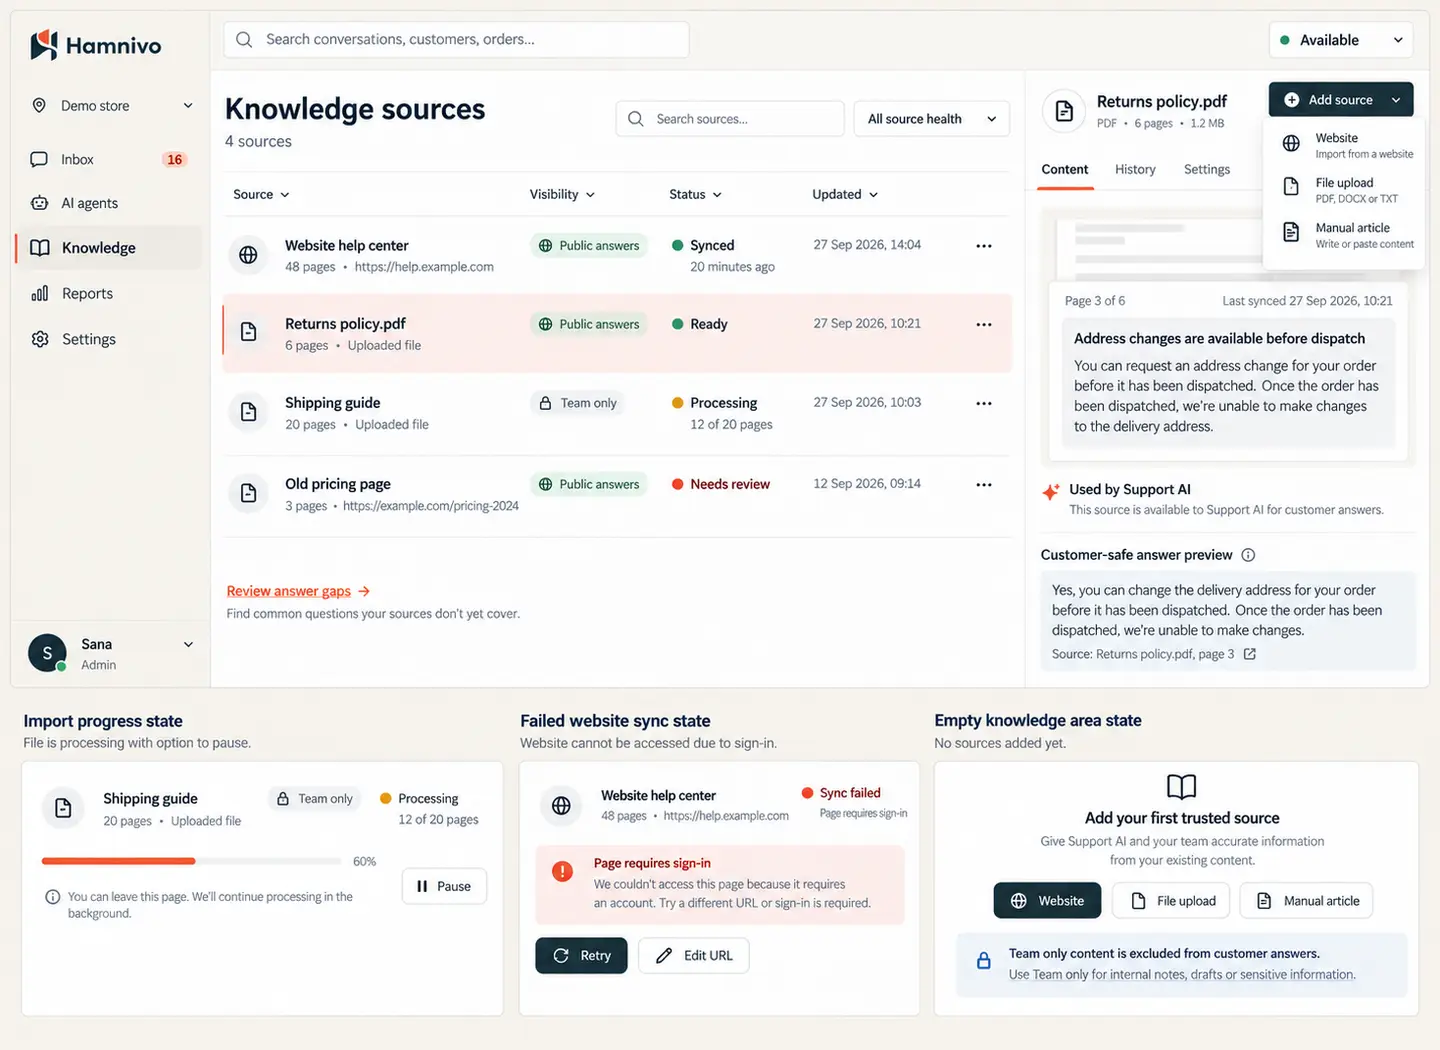 Hamnivo
Search conversations, customers, orders...
Available
Demo store
Inbox
16
AI agents
Knowledge
Reports
Settings
Sana
S
Admin
Knowledge sources
4 sources
Search sources...
All source health
Source
Visibility
Status
Updated
Website help center
48 pages • https://help.example.com
Public answers
Synced
20 minutes ago
27 Sep 2026, 14:04
Returns policy.pdf
6 pages • Uploaded file
Public answers
Ready
27 Sep 2026, 10:21
Shipping guide
20 pages • Uploaded file
Team only
Processing
12 of 20 pages
27 Sep 2026, 10:03
Old pricing page
3 pages • https://example.com/pricing-2024
Public answers
Needs review
12 Sep 2026, 09:14
Review answer gaps →
Find common questions your sources don't yet cover.
Returns policy.pdf
PDF • 6 pages • 1.2 MB
Add source
Website
Import from a website
File upload
PDF, DOCX or TXT
Manual article
Write or paste content
Content
History
Settings
Page 3 of 6
Last synced 27 Sep 2026, 10:21
Address changes are available before dispatch
You can request an address change for your order
before it has been dispatched. Once the order has
been dispatched, we're unable to make changes
to the delivery address.
Used by Support AI
This source is available to Support AI for customer answers.
Customer-safe answer preview
Yes, you can change the delivery address for your order
before it has been dispatched. Once the order has been
dispatched, we're unable to make changes.
Source: Returns policy.pdf, page 3
Import progress state
File is processing with option to pause.
Shipping guide
20 pages • Uploaded file
Team only
Processing
12 of 20 pages
60%
You can leave this page. We'll continue processing in the
background.
Pause
Failed website sync state
Website cannot be accessed due to sign-in.
Website help center
48 pages • https://help.example.com
Sync failed
Page requires sign-in
Page requires sign-in
We couldn't access this page because it requires
an account. Try a different URL or sign-in is required.
Retry
Edit URL
Empty knowledge area state
No sources added yet.
Add your first trusted source
Give Support AI and your team accurate information
from your existing content.
Website
File upload
Manual article
Team only content is excluded from customer answers.
Use Team only for internal notes, drafts or sensitive information.